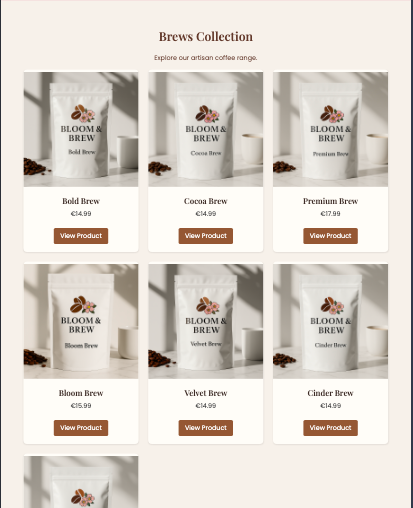 Brews Collection
Explore our artisan coffee range.
BLOOM &
BREW
Bold Brew
BLOOM &
BREW
Cocoa Brew
BLOOM &
BREW
Premium Brew
Bold Brew
€14.99
View Product
Cocoa Brew
€14.99
View Product
Premium Brew
€17.99
View Product
BLOOM &
BREW
Bloom Brew
BLOOM &
BREW
Velvet Brew
BLOOM &
BREW
Cinder Brew
Bloom Brew
€15.99
View Product
Velvet Brew
€14.99
View Product
Cinder Brew
€14.99
View Product